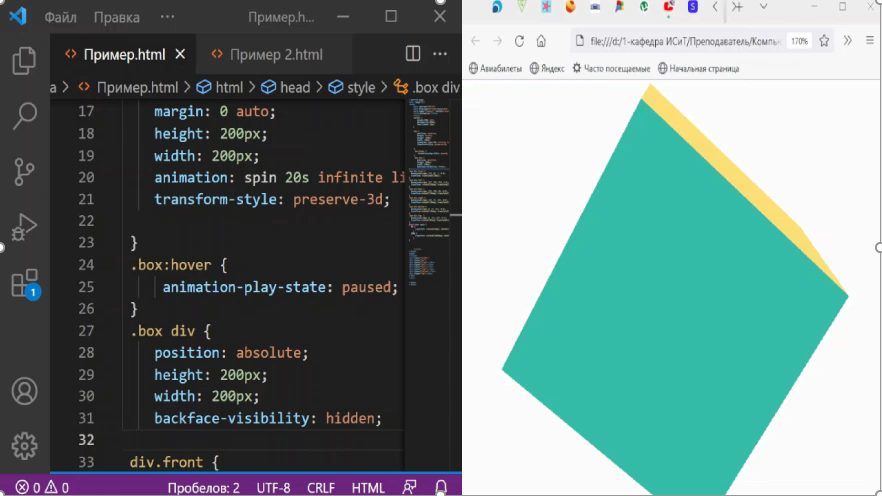 Файл Правка ··· Пример.h...
Пример.html Пример 2.html ···
a > Пример.html > html > head > style > .box div
17 margin: 0 auto;
18 height: 200px;
19 width: 200px;
20 animation: spin 20s infinite li
21 transform-style: preserve-3d;
22
23 }
24 .box:hover {
25 animation-play-state: paused;
26 }
27 .box div {
28 position: absolute;
29 height: 200px;
30 width: 200px;
31 backface-visibility: hidden;
32
33 div.front {
1
0 0 Пробелов: 2 UTF-8 CRLF HTML
file:///d:/1-кафедра ИСиТ/Преподаватель/Компью 170%
Авиабилеты Яндекс Часто посещаемые Начальная страница